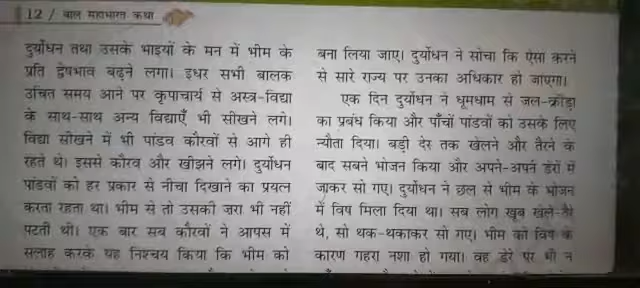 12 / बाल महाभारत कथा
दुर्योधन तथा उसके भाइयों के मन में भीम के
प्रति द्वेषभाव बढ़ने लगा। इधर सभी बालक
उचित समय आने पर कृपाचार्य से अस्त्र-विद्या
के साथ-साथ अन्य विद्याएँ भी सीखने लगे।
विद्या सीखने में भी पांडव कौरवों से आगे ही
रहते थे। इससे कौरव और खीझने लगे। दुर्योधन
पांडवों को हर प्रकार से नीचा दिखाने का प्रयत्न
करता रहता था। भीम से तो उसकी जरा भी नहीं
पटती थी। एक बार सब कौरवों ने आपस में
सलाह करके यह निश्चय किया कि भीम को
बना लिया जाए। दुर्योधन ने सोचा कि ऐसा करने
से सारे राज्य पर उनका अधिकार हो जाएगा।
एक दिन दुर्योधन ने धूमधाम से जल-क्रीड़ा
का प्रबंध किया और पाँचों पांडवों को उसके लिए
न्यौता दिया। बड़ी देर तक खेलने और तैरने के
बाद सबने भोजन किया और अपने-अपने डेरों में
जाकर सो गए। दुर्योधन ने छल से भीम के भोजन
में विष मिला दिया था। सब लोग खूब खेले-तैरे
थे, सो थक-थकाकर सो गए। भीम को विष के
कारण गहरा नशा हो गया। वह डेरे पर भी न